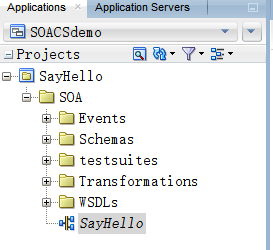 Applications Application Servers
SOACSdemo
Projects
SayHello
SOA
Events
Schemas
testsuites
Transformations
WSDLs
SayHello